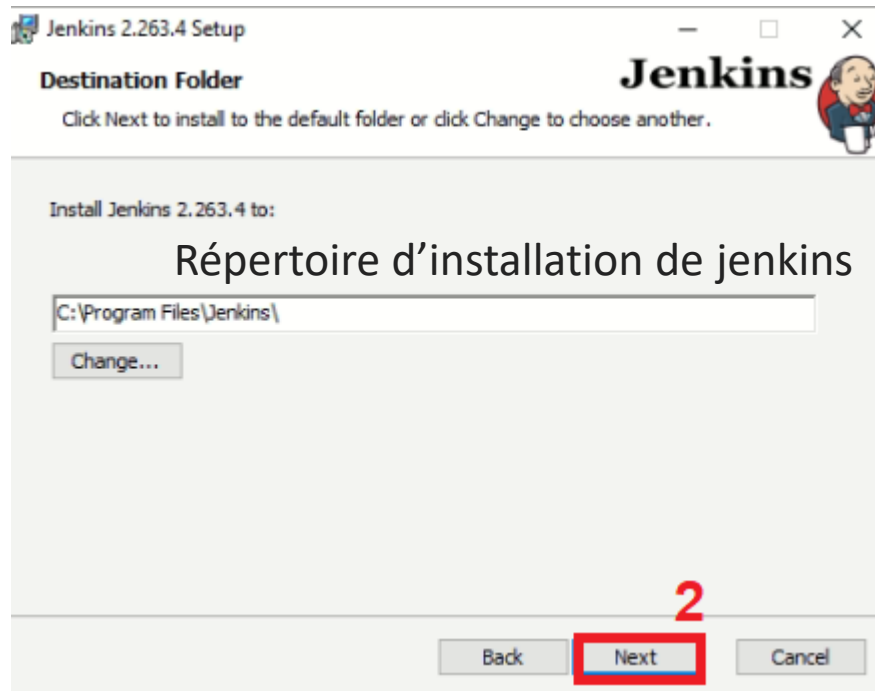 Jenkins 2.263.4 Setup
Destination Folder
Jenkins
Click Next to install to the default folder or click Change to choose another.
Install Jenkins 2.263.4 to:
Répertoire d’installation de jenkins
C:\Program Files\Jenkins\
Change...
2
Back Next Cancel